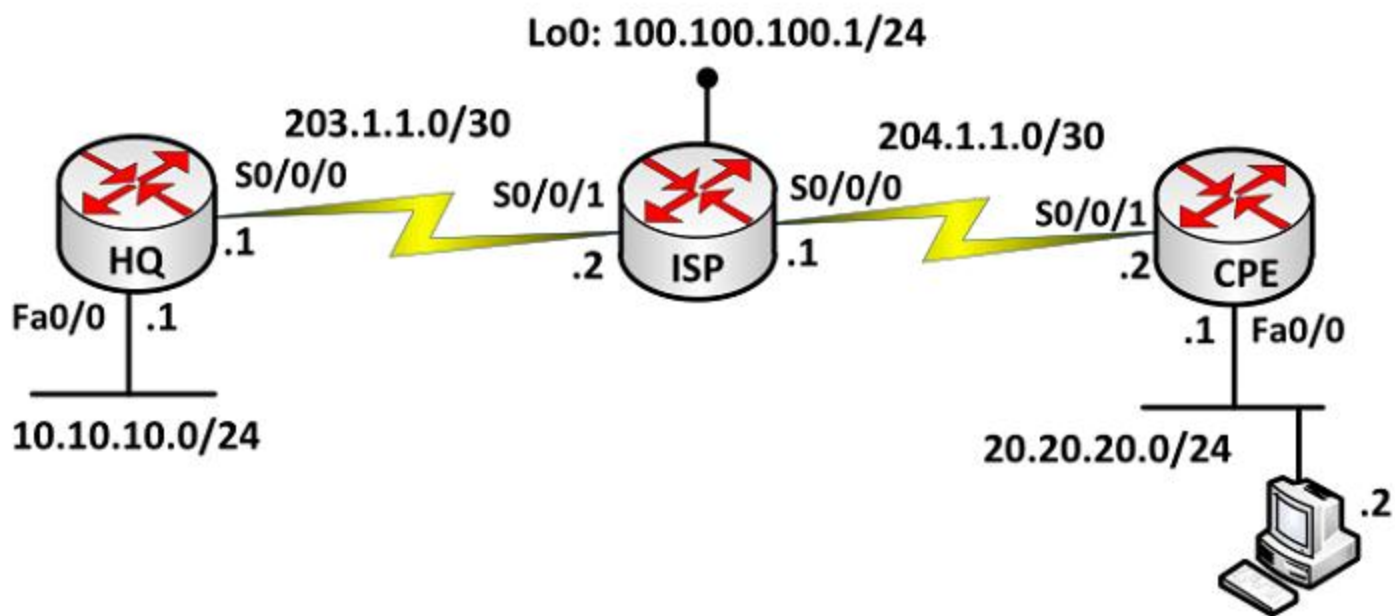 Lo0: 100.100.100.1/24
203.1.1.0/30
204.1.1.0/30
S0/0/0
S0/0/1
S0/0/0
S0/0/1
HQ
.1
.2
ISP
.1
.2
CPE
Fa0/0
.1
.1
Fa0/0
10.10.10.0/24
20.20.20.0/24
.2